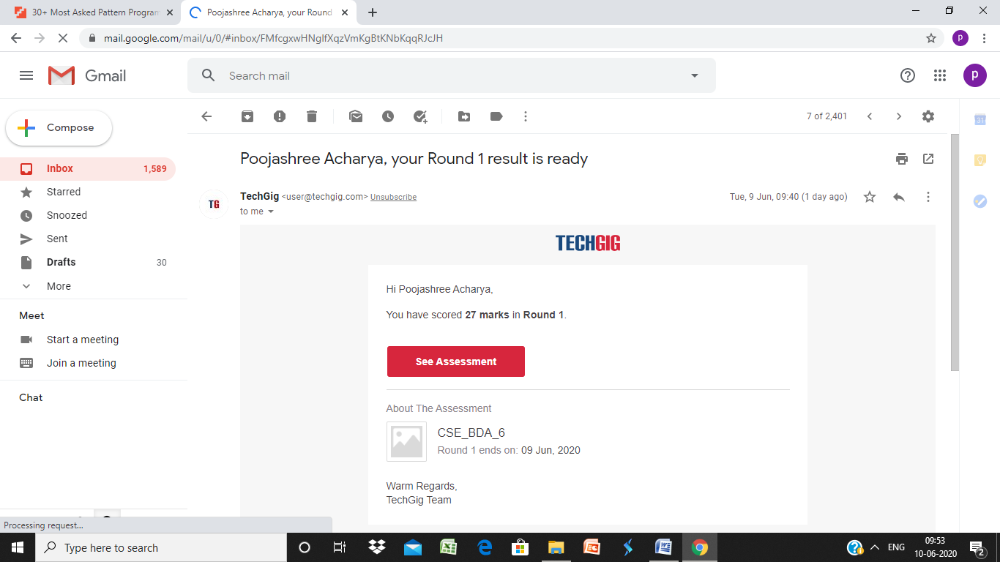 30+ Most Asked Pattern Program
Poojashree Acharya, your Round
mail.google.com/mail/u/0/#inbox/FMfcgxwHNglfXqzVmKgBtKNbKqqRJcJH
P
Gmail
Search mail
p
Compose
7 of 2,401
31
Inbox 1,589
Starred
Snoozed
Sent
Drafts 30
More
Meet
Start a meeting
Join a meeting
Chat
Poojashree Acharya, your Round 1 result is ready
TG
TechGig <user@techgig.com> Unsubscribe
Tue, 9 Jun, 09:40 (1 day ago)
to me
TECHGIG
Hi Poojashree Acharya,
You have scored 27 marks in Round 1.
See Assessment
About The Assessment
CSE_BDA_6
Round 1 ends on: 09 Jun, 2020
Warm Regards,
TechGig Team
Processing request...
Type here to search
ENG
09:53
10-06-2020
2